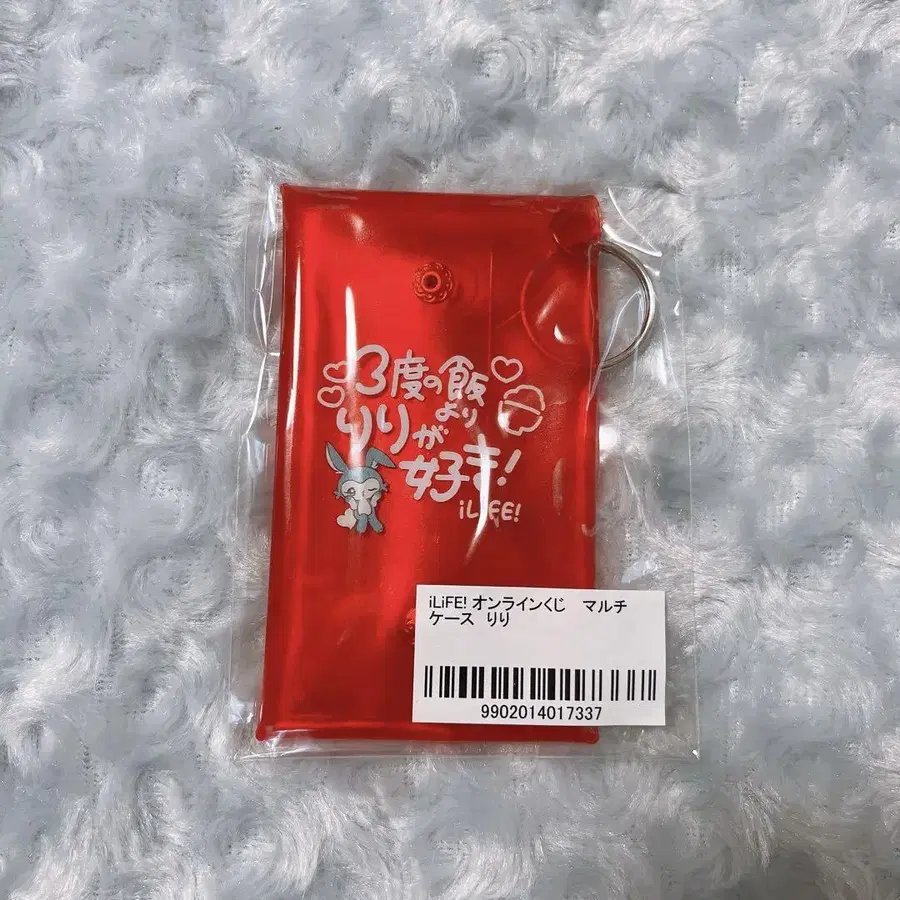 3度の飯
より
りりが
好き!
iLiFE!
iLiFE! オンラインくじ　マルチ
ケース　りり
9902014017337